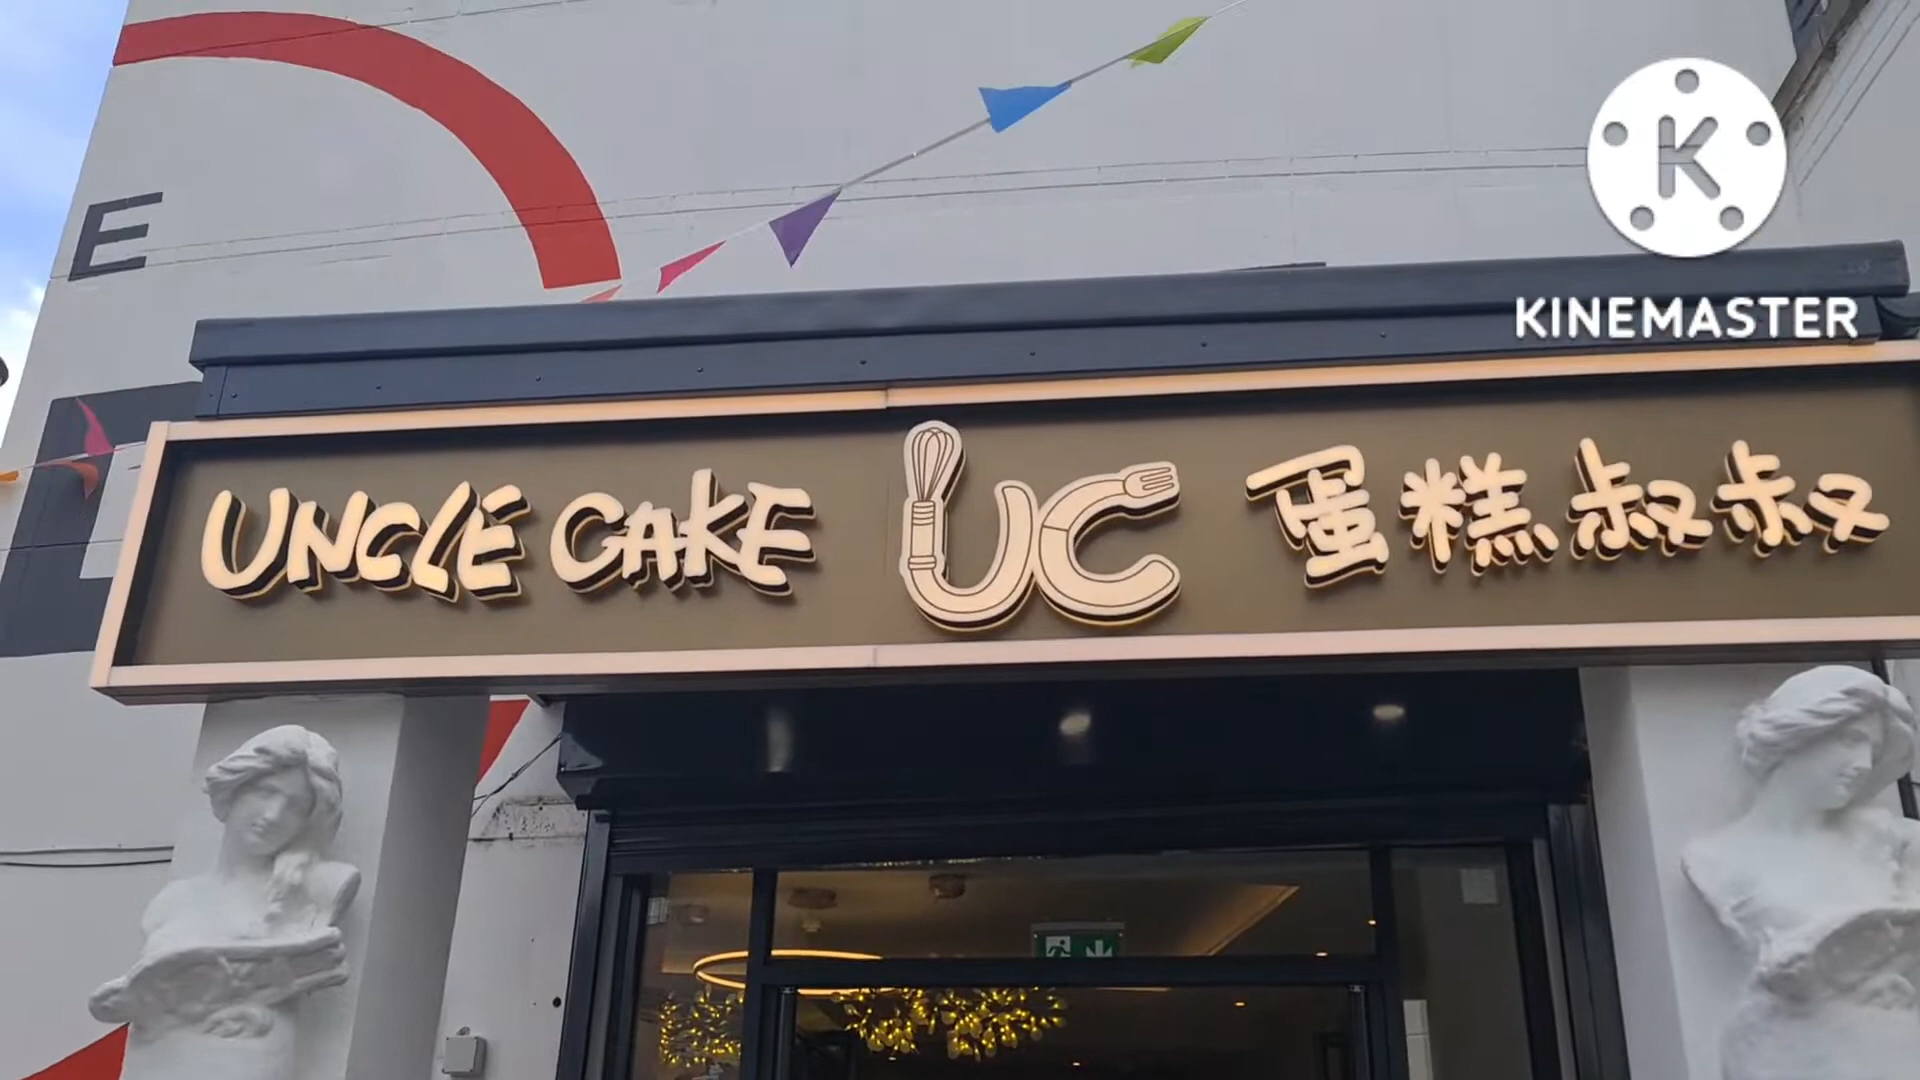 E
K
KINEMASTER
UNCLE CAKE UC 蛋糕叔叔